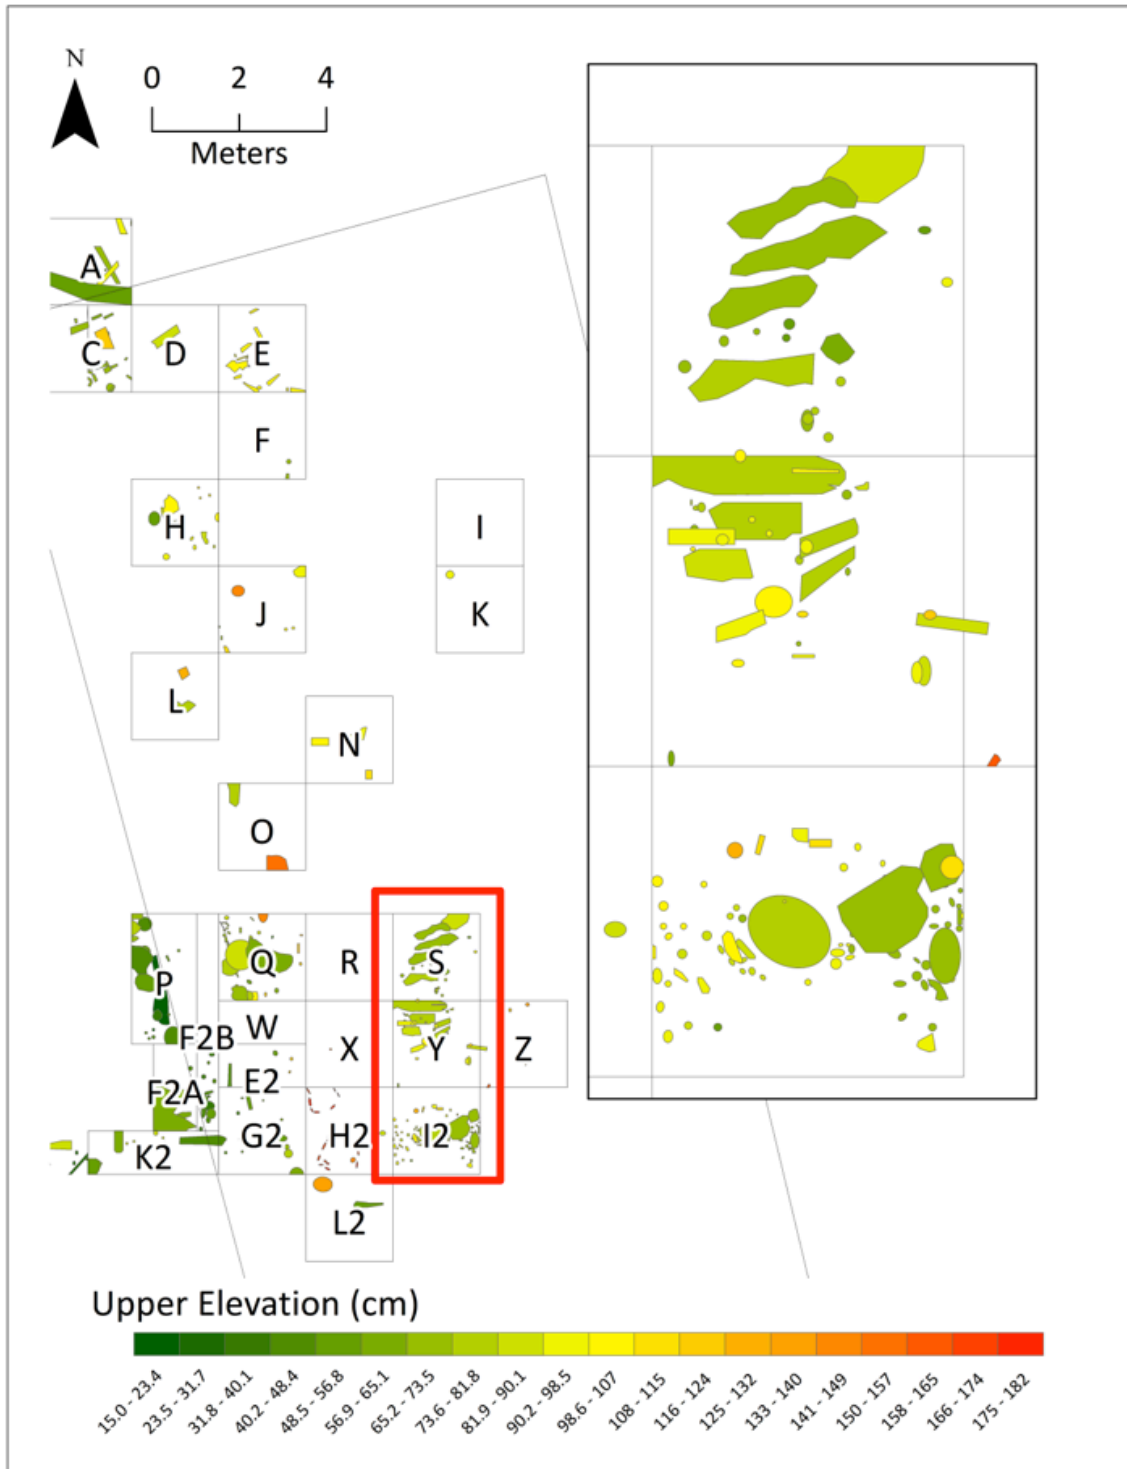 N
0 2 4
Meters
A
C D E
F
H I
J K
L
N
O
P Q R S
F2B W X Y Z
F2A E2
K2 G2 H2 I2
L2
Upper Elevation (cm)
15.0 - 23.4
23.5 - 31.7
31.8 - 40.1
40.2 - 48.4
48.5 - 56.8
56.9 - 65.1
65.2 - 73.5
73.6 - 81.8
81.9 - 90.1
90.2 - 98.5
98.6 - 107
108 - 115
116 - 124
125 - 132
133 - 140
141 - 149
150 - 157
158 - 165
166 - 174
175 - 182